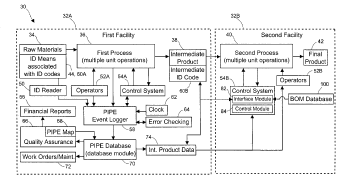 30
32A
First Facility
32B
Second Facility
34
Raw Materials
ID Means
associated
with ID codes
36
First Process
(multiple unit operations)
38
Intermediate
Product
Intermediate
ID Code
60B
40
Second Process
(multiple unit operations)
42
Final
Product
44, 60A
52A
54A
ID Reader
Operators
Control System
62
Clock
64
Error Checking
Operators
52B
54B
Control System
Interface Module
Control Module
82
84
100
BOM Database
56
66
Financial Reports
68
PIPE Map
Quality Assurance
Work Orders/Maint.
72
PIPE
Event Logger
58
PIPE Database
(database module)
70
74
Int. Product Data